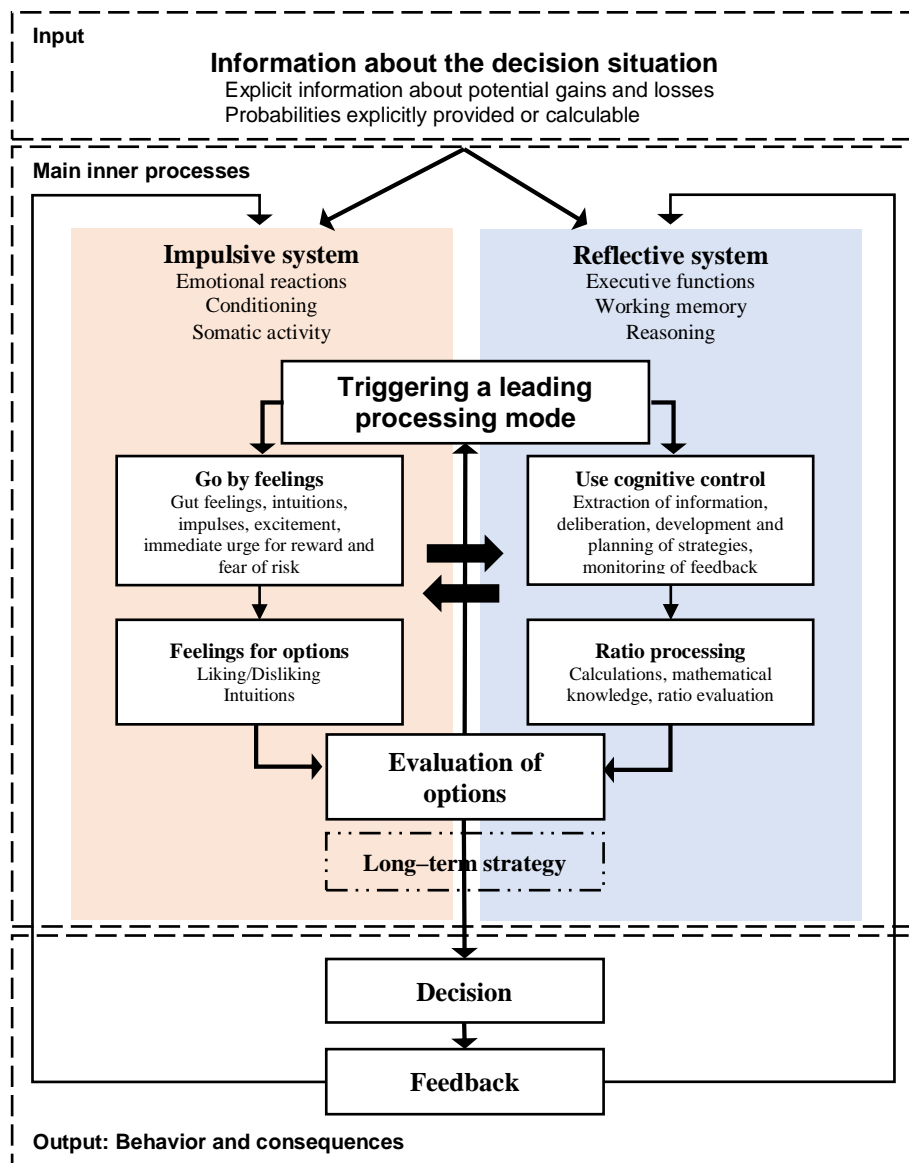 Input
Information about the decision situation
Explicit information about potential gains and losses
Probabilities explicitly provided or calculable
Main inner processes
Impulsive system
Emotional reactions
Conditioning
Somatic activity
Reflective system
Executive functions
Working memory
Reasoning
Triggering a leading
processing mode
Go by feelings
Gut feelings, intuitions,
impulses, excitement,
immediate urge for reward and
fear of risk
Use cognitive control
Extraction of information,
deliberation, development and
planning of strategies,
monitoring of feedback
Feelings for options
Liking/Disliking
Intuitions
Ratio processing
Calculations, mathematical
knowledge, ratio evaluation
Evaluation of
options
Long–term strategy
Decision
Feedback
Output: Behavior and consequences